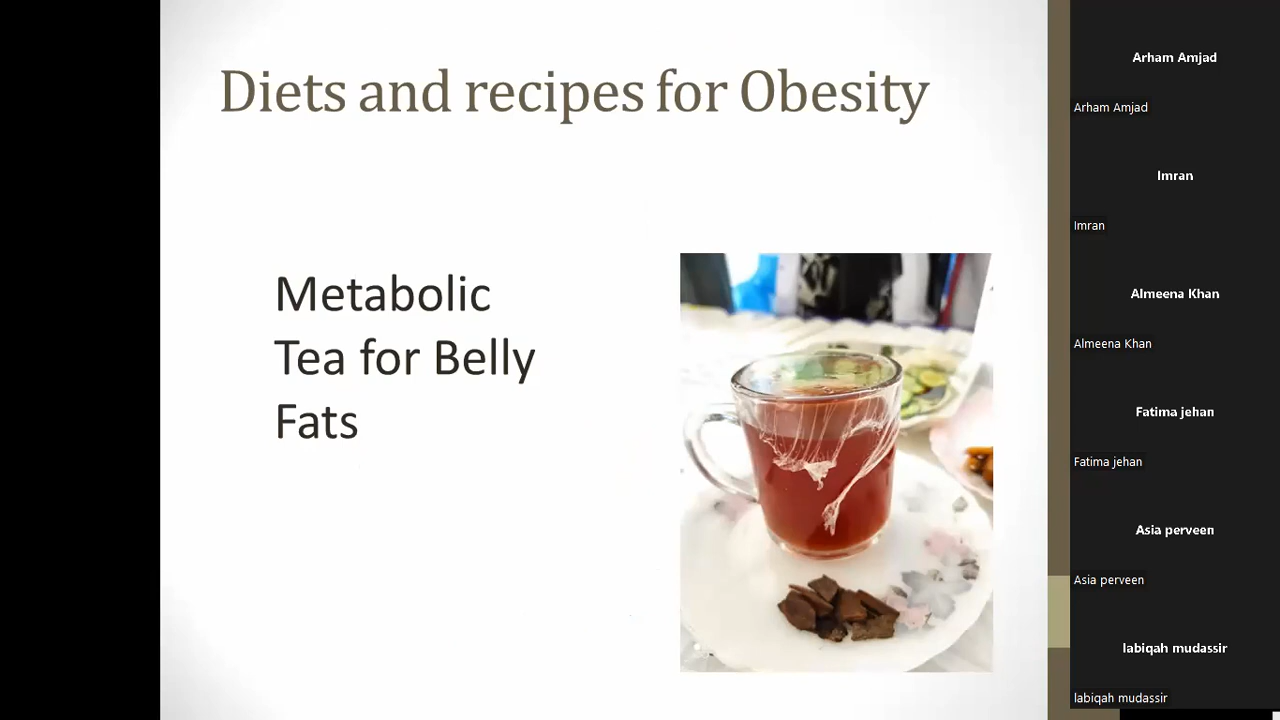 Diets and recipes for Obesity
Metabolic
Tea for Belly
Fats
Arham Amjad
Arham Amjad
Imran
Imran
Almeena Khan
Almeena Khan
Fatima jehan
Fatima jehan
Asia perveen
Asia perveen
labiqah mudassir
labiqah mudassir